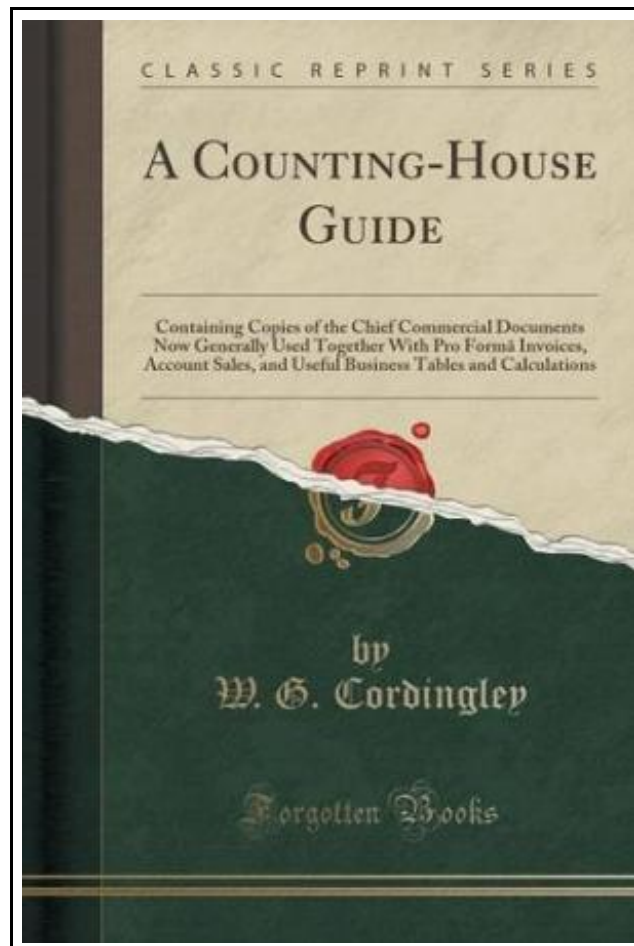 CLASSIC REPRINT SERIES
A COUNTING-HOUSE
GUIDE
Containing Copies of the Chief Commercial Documents
Now Generally Used Together With Pro Formâ Invoices,
Account Sales, and Useful Business Tables and Calculations
F
by
W. G. Cordingley
Forgotten Books